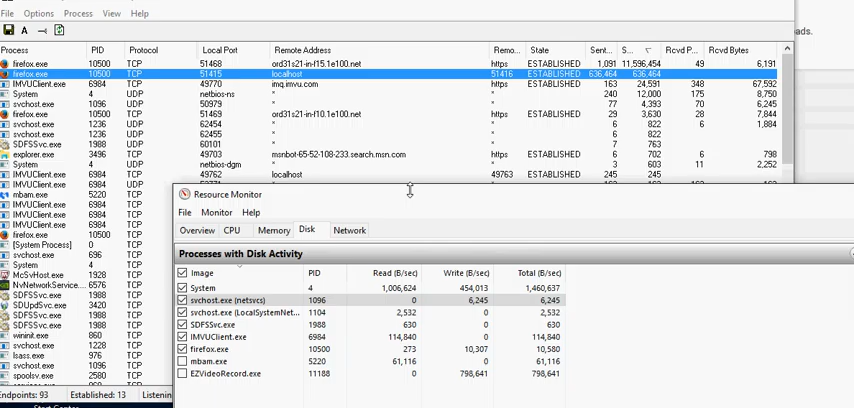 File Options Process View Help
A
Process PID Protocol Local Port Remote Address Remo... State Sent... S... Rcvd P... Rcvd Bytes
firefox.exe 10500 TCP 51468 ord31s21-in-f15.1e100.net https ESTABLISHED 1,091 11,596,454 49 6,191
firefox.exe 10500 TCP 51415 localhost 51416 ESTABLISHED 636,464 636,464
IMVUClient.exe 6984 TCP 49770 imq.imvu.com https ESTABLISHED 163 24,591 348 67,592
System 4 UDP netbios-ns * * 240 12,000 175 8,750
svchost.exe 1096 UDP 50979 * * 77 4,393 70 6,245
firefox.exe 10500 TCP 51469 ord31s21-in-f10.1e100.net https ESTABLISHED 29 3,630 28 7,844
svchost.exe 1236 UDP 62454 * * 6 822 6 1,884
svchost.exe 1236 UDP 62455 * * 6 822
SDFSSvc.exe 1988 UDP 60101 * * 7 763
explorer.exe 3496 TCP 49703 msnbot-65-52-108-233.search.msn.com https ESTABLISHED 6 702 6 798
System 4 UDP netbios-dgm * * 3 603 11 2,252
IMVUClient.exe 6984 TCP 49762 localhost 49763 ESTABLISHED 245 245
IMVUClient.exe 6984 UDP
mbam.exe 5220 TCP
IMVUClient.exe 6984 TCP
IMVUClient.exe 6984 TCP
IMVUClient.exe 6984 TCP
firefox.exe 10500 TCP
[System Process] 0 TCP
svchost.exe 696 TCP
System 4 TCP
McSvHost.exe 1928 TCP
NvNetworkService.... 6576 TCP
SDFSSvc.exe 1988 TCP
SDUpdSvc.exe 3420 TCP
SDFSSvc.exe 1988 TCP
SDFSSvc.exe 1988 TCP
wininit.exe 860 TCP
svchost.exe 1228 TCP
lsass.exe 976 TCP
svchost.exe 1096 TCP
spoolsv.exe 2580 TCP
Endpoints: 93 Established: 13 Listenin
ads.
Resource Monitor
File Monitor Help
Overview CPU Memory Disk Network
Processes with Disk Activity
Image PID Read (B/sec) Write (B/sec) Total (B/sec)
System 4 1,006,624 454,013 1,460,637
svchost.exe (netsvcs) 1096 0 6,245 6,245
svchost.exe (LocalSystemNet... 1104 2,532 0 2,532
SDFSSvc.exe 1988 630 0 630
IMVUClient.exe 6984 114,840 0 114,840
firefox.exe 10500 273 10,307 10,580
mbam.exe 5220 61,116 0 61,116
EZVideoRecord.exe 11188 0 798,641 798,641